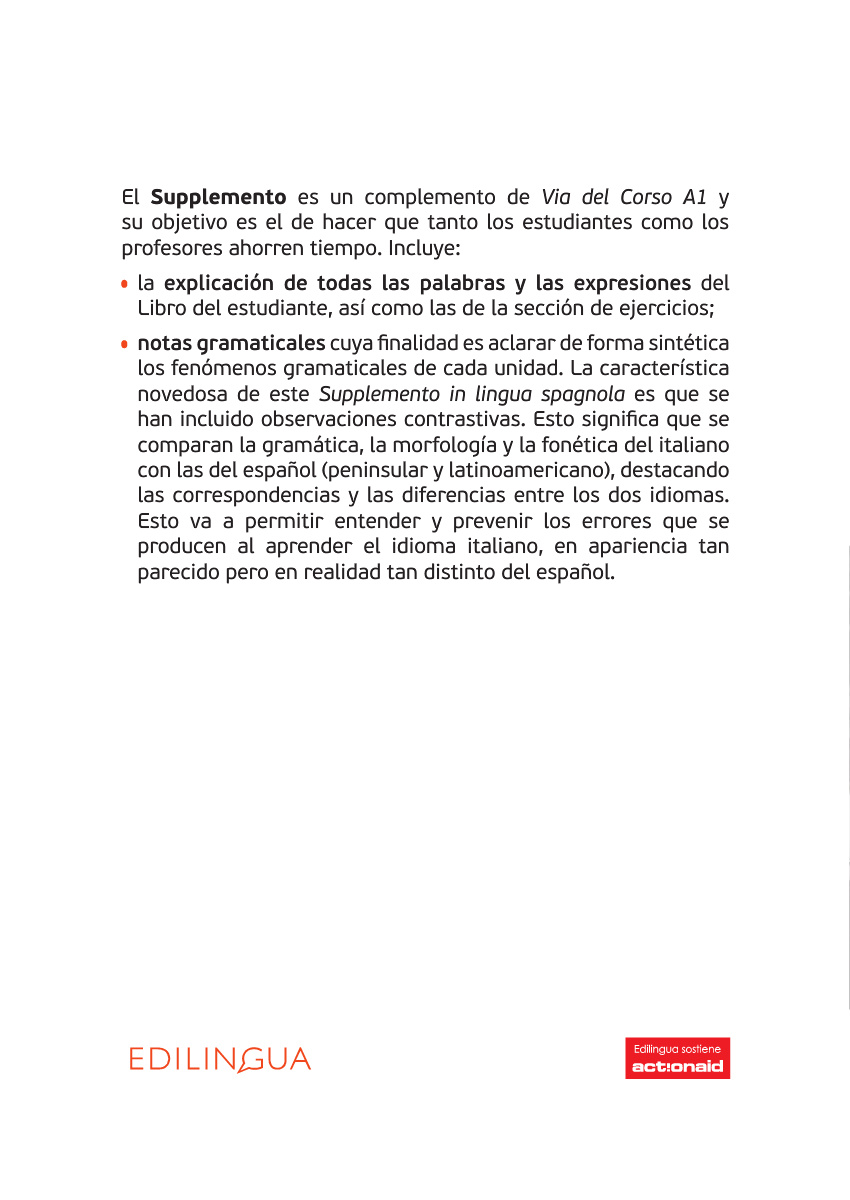 El Supplemento es un complemento de Via del Corso A1 y
su objetivo es el de hacer que tanto los estudiantes como los
profesores ahorren tiempo. Incluye:
• la explicación de todas las palabras y las expresiones del
Libro del estudiante, así como las de la sección de ejercicios;
• notas gramaticales cuya finalidad es aclarar de forma sintética
los fenómenos gramaticales de cada unidad. La característica
novedosa de este Supplemento in lingua spagnola es que se
han incluido observaciones contrastivas. Esto significa que se
comparan la gramática, la morfología y la fonética del italiano
con las del español (peninsular y latinoamericano), destacando
las correspondencias y las diferencias entre los dos idiomas.
Esto va a permitir entender y prevenir los errores que se
producen al aprender el idioma italiano, en apariencia tan
parecido pero en realidad tan distinto del español.
EDILINGUA
Edilingua sostiene
act:onaid